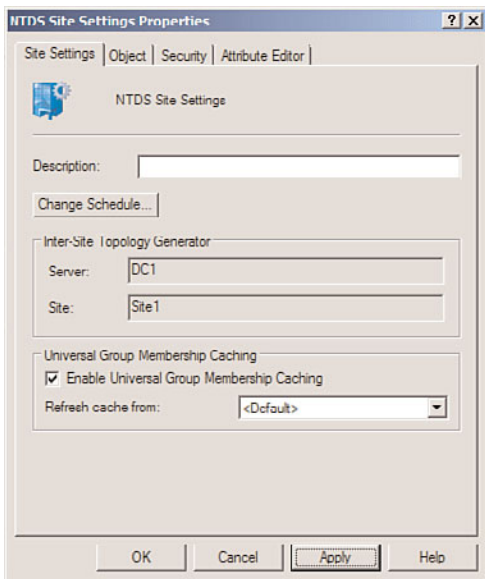 NTDS Site Settings Properties
Site Settings
Object
Security
Attribute Editor
NTDS Site Settings
Description:
Change Schedule...
Inter-Site Topology Generator
Server: DC1
Site: Site1
Universal Group Membership Caching
Enable Universal Group Membership Caching
Refresh cache from: <Default>
OK
Cancel
Apply
Help